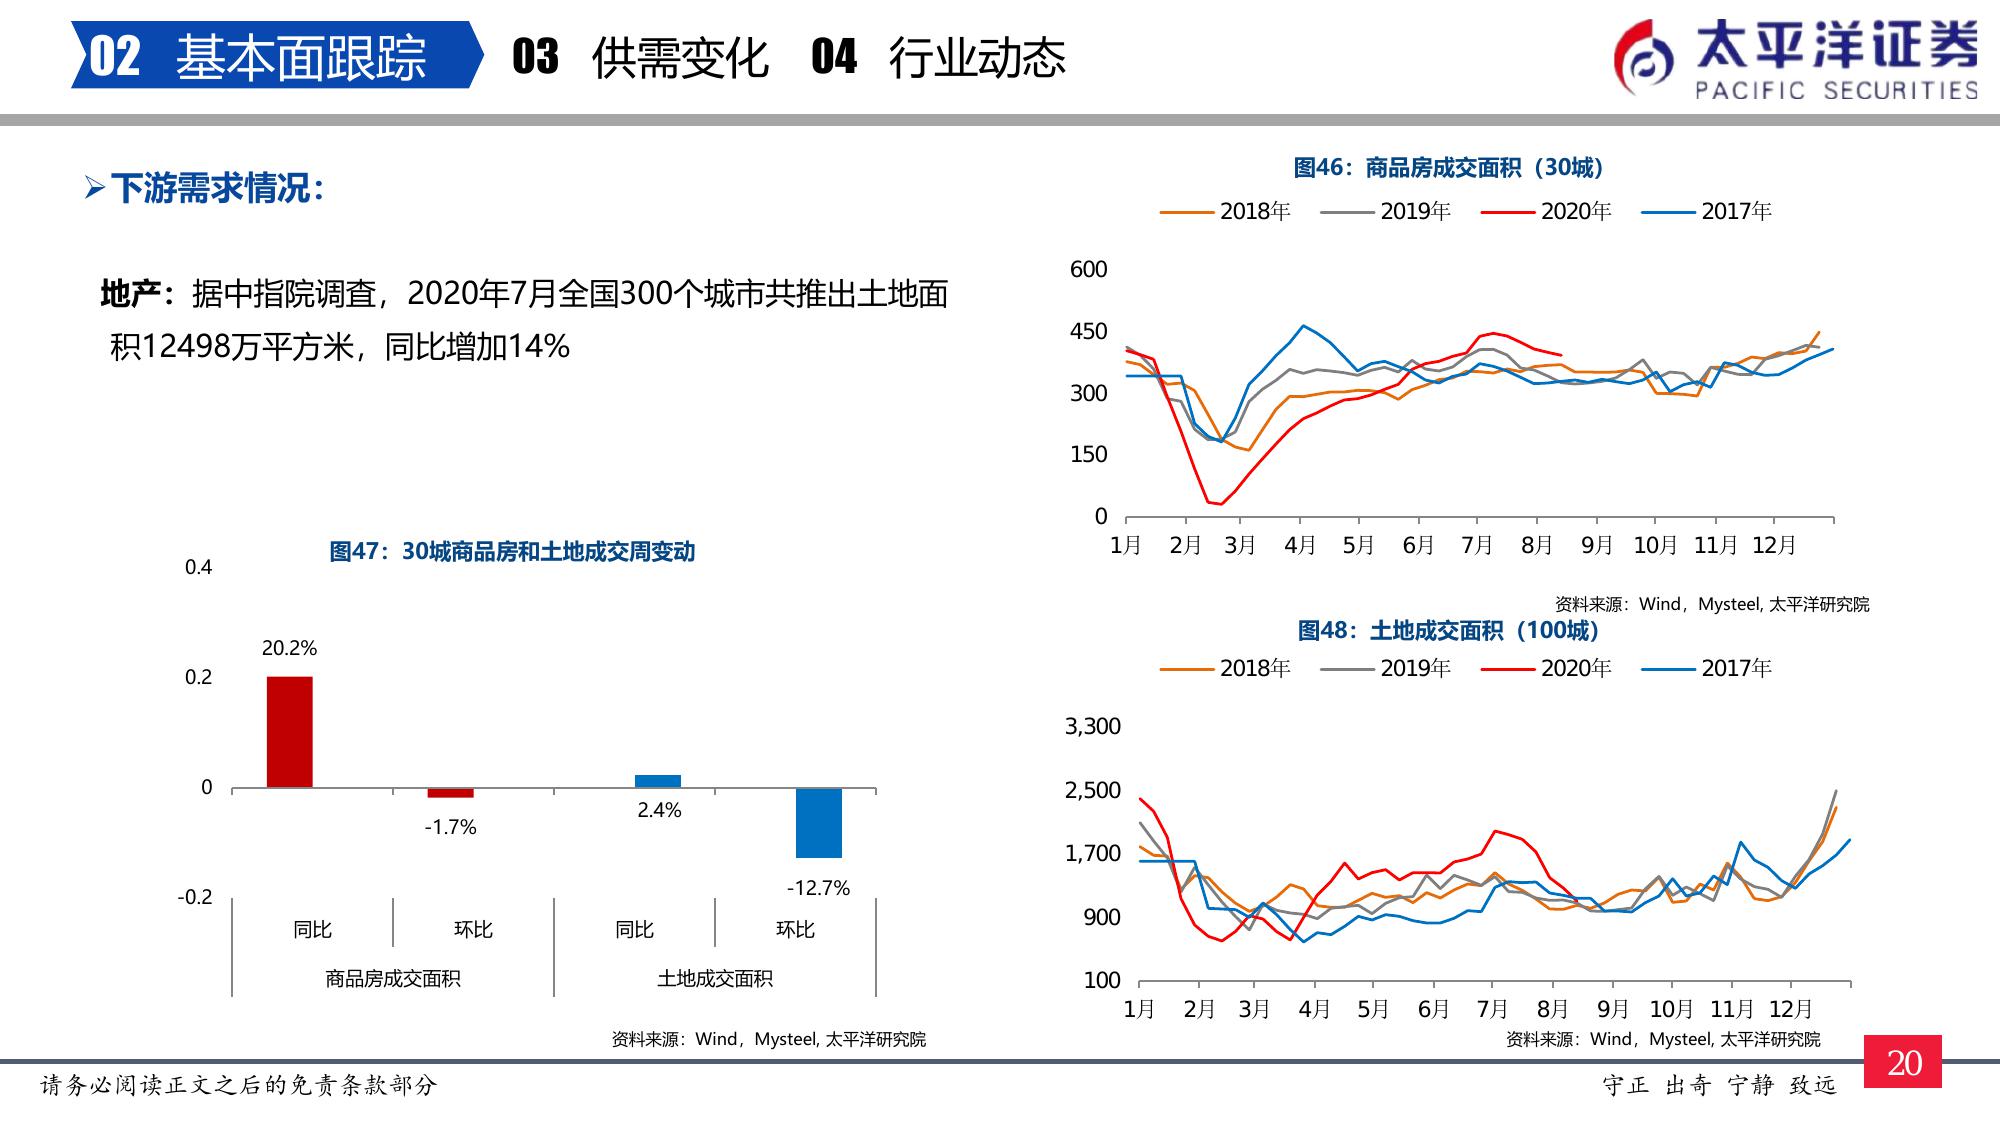 02 基本面跟踪 03 供需变化 04 行业动态
太平洋证券
PACIFIC SECURITIES
➢下游需求情况：
地产：据中指院调查，2020年7月全国300个城市共推出土地面
积12498万平方米，同比增加14%
图46：商品房成交面积（30城）
2018年 2019年 2020年 2017年
600
450
300
150
0
1月 2月 3月 4月 5月 6月 7月 8月 9月 10月 11月 12月
资料来源：Wind，Mysteel, 太平洋研究院
图47：30城商品房和土地成交周变动
0.4
20.2%
0.2
0
-1.7%
2.4%
-12.7%
-0.2
同比 环比 同比 环比
商品房成交面积 土地成交面积
资料来源：Wind，Mysteel, 太平洋研究院
图48：土地成交面积（100城）
2018年 2019年 2020年 2017年
3,300
2,500
1,700
900
100
1月 2月 3月 4月 5月 6月 7月 8月 9月 10月 11月 12月
资料来源：Wind，Mysteel, 太平洋研究院
请务必阅读正文之后的免责条款部分
守正 出奇 宁静 致远
20